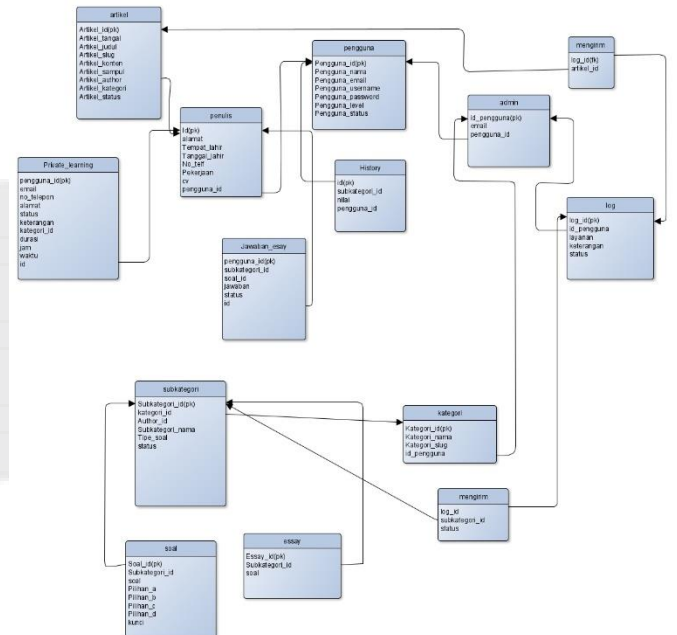 artikel
Artikel_id(pk)
Artikel_tangal
Artikel_judul
Artikel_slug
Artikel_konten
Artikel_sampul
Artikel_author
Artikel_kategori
Artikel_status
pengguna
Pengguna_id(pk)
Pengguna_nama
Pengguna_email
Pengguna_username
Pengguna_password
Pengguna_level
Pengguna_status
mengirim
log_id(fk)
artikel_id
admin
id_pengguna(pk)
email
pengguna_id
penulis
Id(pk)
alamat
Tempat_lahir
Tanggal_lahir
No_telf
Pekerjaan
cv
pengguna_id
Private_learning
pengguna_id(pk)
email
no_telepon
alamat
status
keterangan
kategori_id
durasi
jam
waktu
id
History
id(pk)
subkategori_id
nilai
pengguna_id
log
log_id(pk)
id_pengguna
layanan
keterangan
status
Jawaban_esay
pengguna_id(pk)
subkategori_id
soal_id
jawaban
status
id
subkategori
Subkategori_id(pk)
kategori_id
Author_id
Subkategori_nama
Tipe_soal
status
kategori
Kategori_id(pk)
Kategori_nama
Kategori_slug
id_pengguna
mengirim
log_id
subkategori_id
status
soal
Soal_id(pk)
Subkategori_id
soal
Pilihan_a
Pilihan_b
Pilihan_c
Pilihan_d
kunci
essay
Essay_id(pk)
Subkategori_id
soal